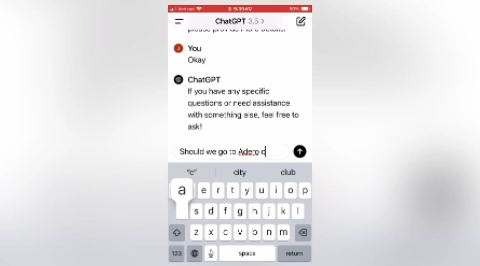 ChatGPT 3.5 >
You
Okay
ChatGPT
If you have any specific
questions or need assistance
with something else, feel free to
ask!
Should we go to Adero c
"c" city club
a e r t y u i o p
s d f g h j k l
z x c v b n m
123 space return